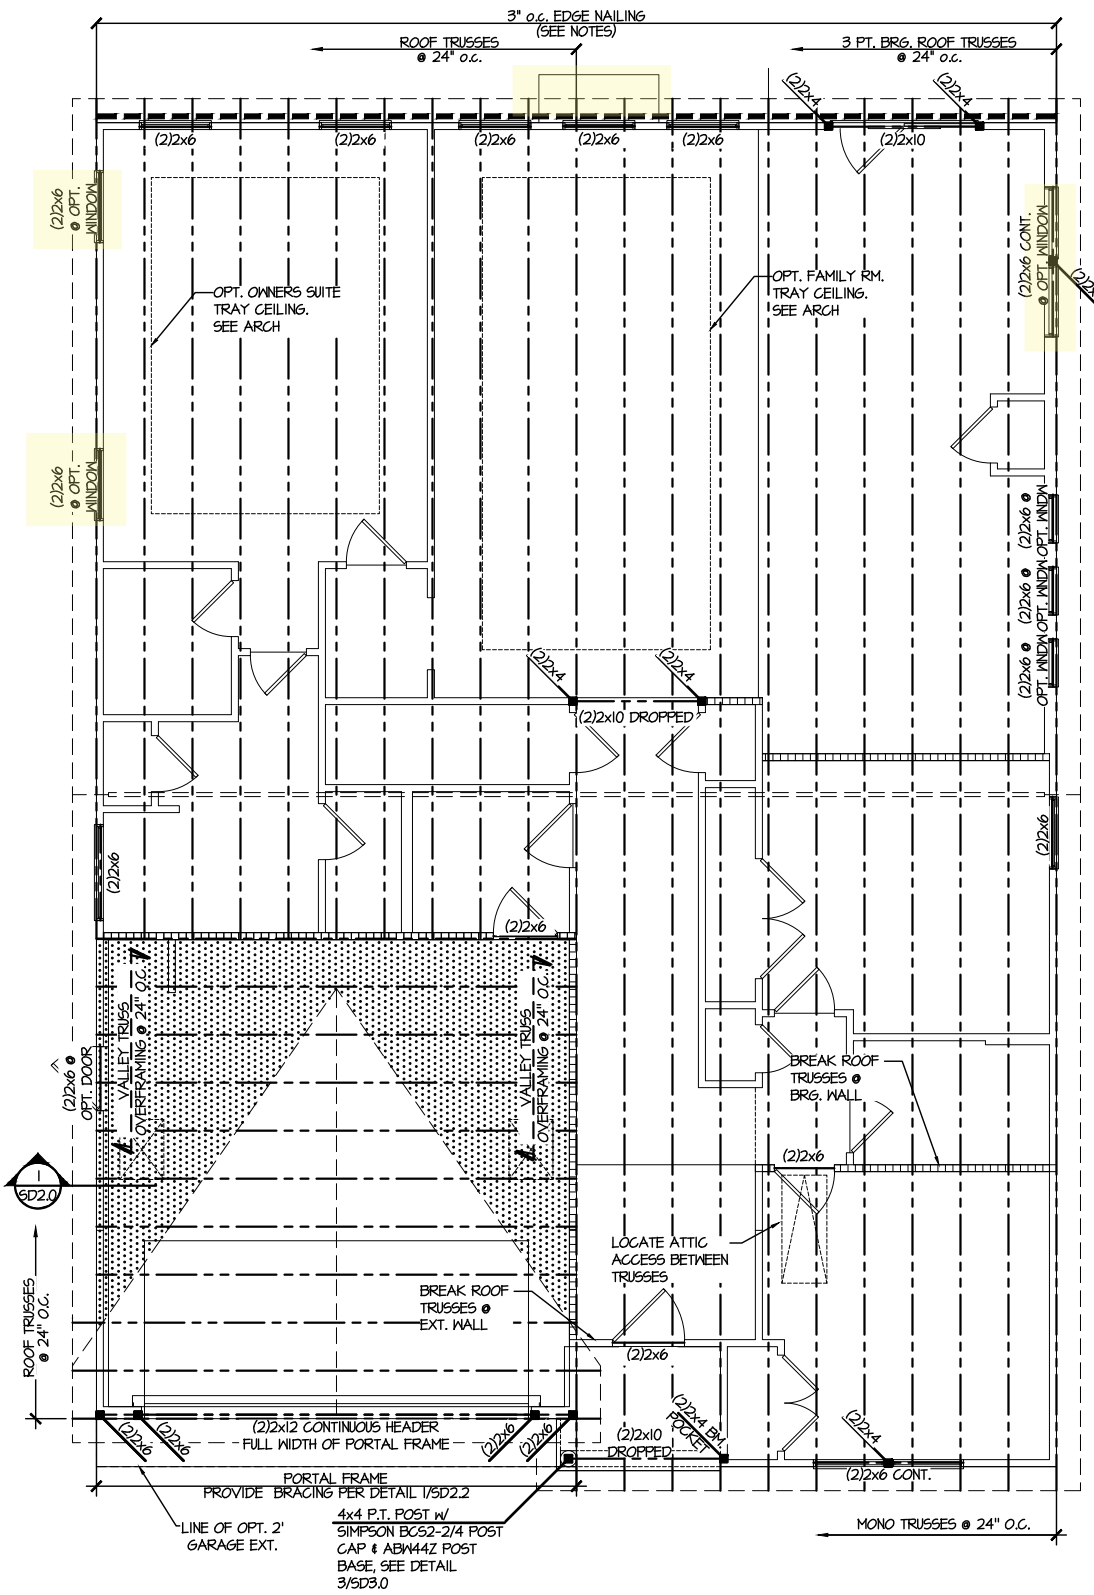 3" o.c. EDGE NAILING
(SEE NOTES)
ROOF TRUSSES
@ 24" o.c.
3 PT. BRG. ROOF TRUSSES
@ 24" o.c.
(2)2x4
(2)2x4
(2)2x6
(2)2x6
(2)2x6
(2)2x6
(2)2x6
(2)2x10
(2)2x6
@ OPT.
WINDOW
(2)2x6 CONT.
@ OPT. WINDOW
OPT. OWNERS SUITE
TRAY CEILING.
SEE ARCH
OPT. FAMILY RM.
TRAY CEILING.
SEE ARCH
(2)2x6
@ OPT.
WINDOW
(2)2x6 @
OPT. WNDW
(2)2x6 @
OPT. WNDW
(2)2x6 @
OPT. WNDW
(2)2x4
(2)2x4
(2)2x10 DROPPED
(2)2x6
(2)2x6
(2)2x6
VALLEY TRUSS
OVERFRAMING @ 24" O.C.
VALLEY TRUSS
OVERFRAMING @ 24" O.C.
(2)2x6 @
OPT. DOOR
BREAK ROOF
TRUSSES @
BRG. WALL
(2)2x6
SD2.0
LOCATE ATTIC
ACCESS BETWEEN
TRUSSES
ROOF TRUSSES
@ 24" O.C.
BREAK ROOF
TRUSSES @
EXT. WALL
(2)2x6
(2)2x6
(2)2x6
(2)2x12 CONTINUOUS HEADER
FULL WIDTH OF PORTAL FRAME
(2)2x6
(2)2x6
(2)2x10
DROPPED
(2)2x4 BM.
POCKET
(2)2x4
(2)2x6 CONT.
PORTAL FRAME
PROVIDE BRACING PER DETAIL 1/SD2.2
LINE OF OPT. 2'
GARAGE EXT.
4x4 P.T. POST W/
SIMPSON BCS2-2/4 POST
CAP & ABW44Z POST
BASE, SEE DETAIL
3/SD3.0
MONO TRUSSES @ 24" O.C.